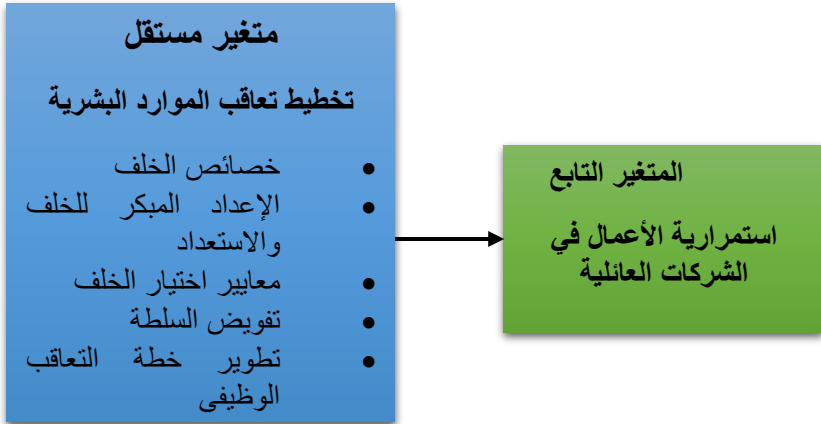 متغير مستقل
تخطيط تعاقب الموارد البشرية
• خصائص الخلف
• الإعداد المبكر للخلف
والاستعداد
• معايير اختيار الخلف
• تفويض السلطة
• تطوير خطة التعاقب
الوظيفى
المتغير التابع
استمرارية الأعمال في
الشركات العائلية